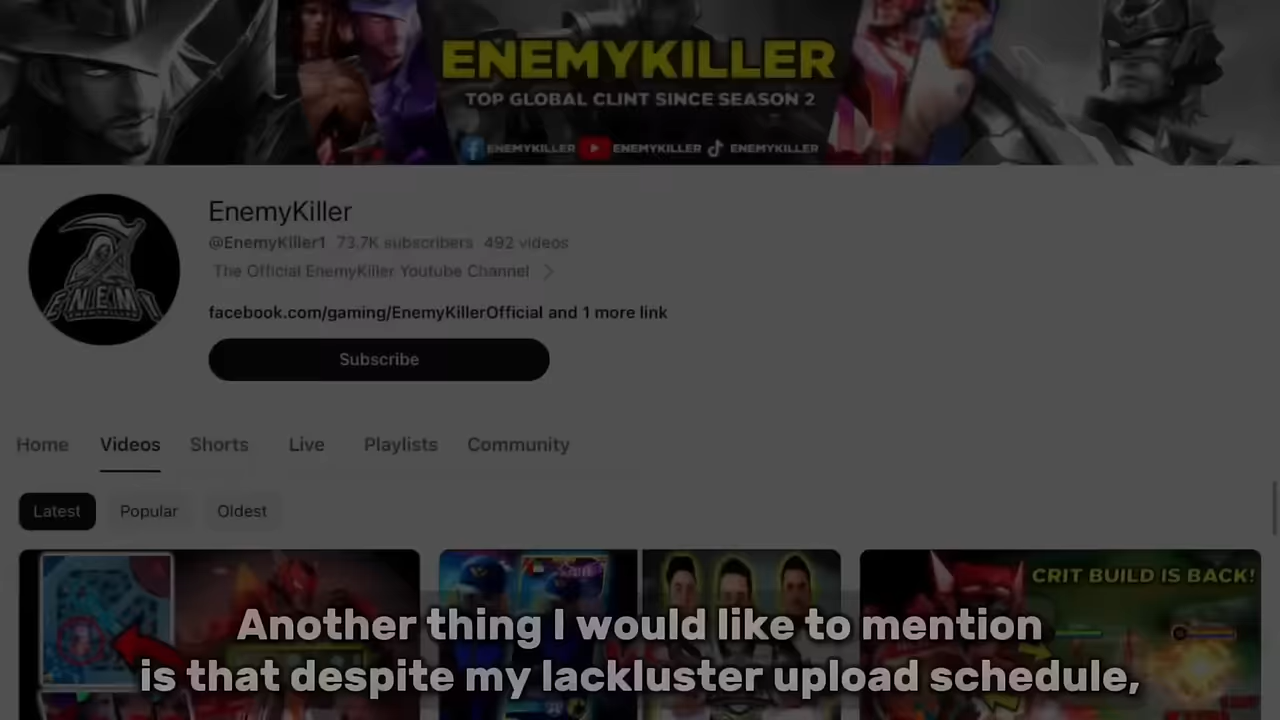 ENEMYKILLER
TOP GLOBAL CLINT SINCE SEASON 2
ENEMYKILLER ENEMYKILLER ENEMYKILLER
EnemyKiller
@EnemyKiller1 73.7K subscribers 492 videos
The Official EnemyKiller Youtube Channel
facebook.com/gaming/EnemyKillerOfficial and 1 more link
Subscribe
Home Videos Shorts Live Playlists Community
Latest Popular Oldest
CRIT BUILD IS BACK!
ENEMY
ENEMYKILLER
Another thing I would like to mention
is that despite my lackluster upload schedule,